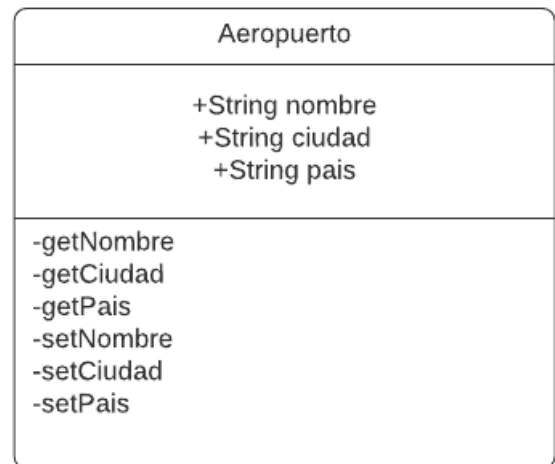 Aeropuerto
+String nombre
+String ciudad
+String pais
-getNombre
-getCiudad
-getPais
-setNombre
-setCiudad
-setPais